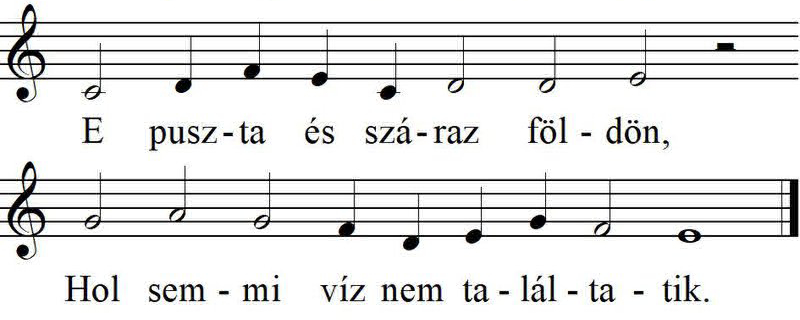 E pusz-ta és szá-raz föl - dön,
Hol sem - mi víz nem ta - lál - ta - tik.